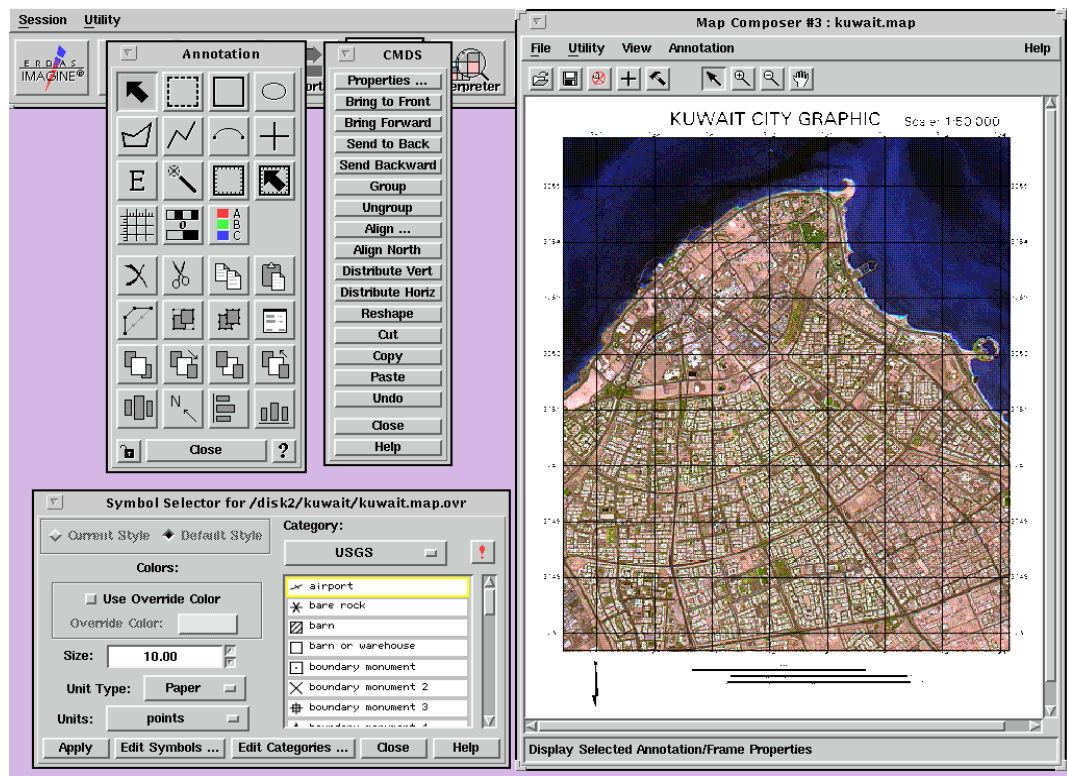 Session Utility
ERDAS
IMAGINE®
Annotation
E
A
B
C
0
N
Close
?
CMDS
Properties ...
Bring to Front
Bring Forward
Send to Back
Send Backward
Group
Ungroup
Align ...
Align North
Distribute Vert
Distribute Horiz
Reshape
Cut
Copy
Paste
Undo
Close
Help
Map Composer #3 : kuwait.map
File Utility View Annotation Help
KUWAIT CITY GRAPHIC Scale: 1:50 000
Display Selected Annotation/Frame Properties
Symbol Selector for /disk2/kuwait/kuwait.map.ovr
Current Style Default Style
Colors:
Use Override Color
Override Color:
Size: 10.00
Unit Type: Paper
Units: points
Category:
USGS
!
airport
bare rock
barn
barn or warehouse
boundary monument
boundary monument 2
boundary monument 3
Apply Edit Symbols ... Edit Categories ... Close Help